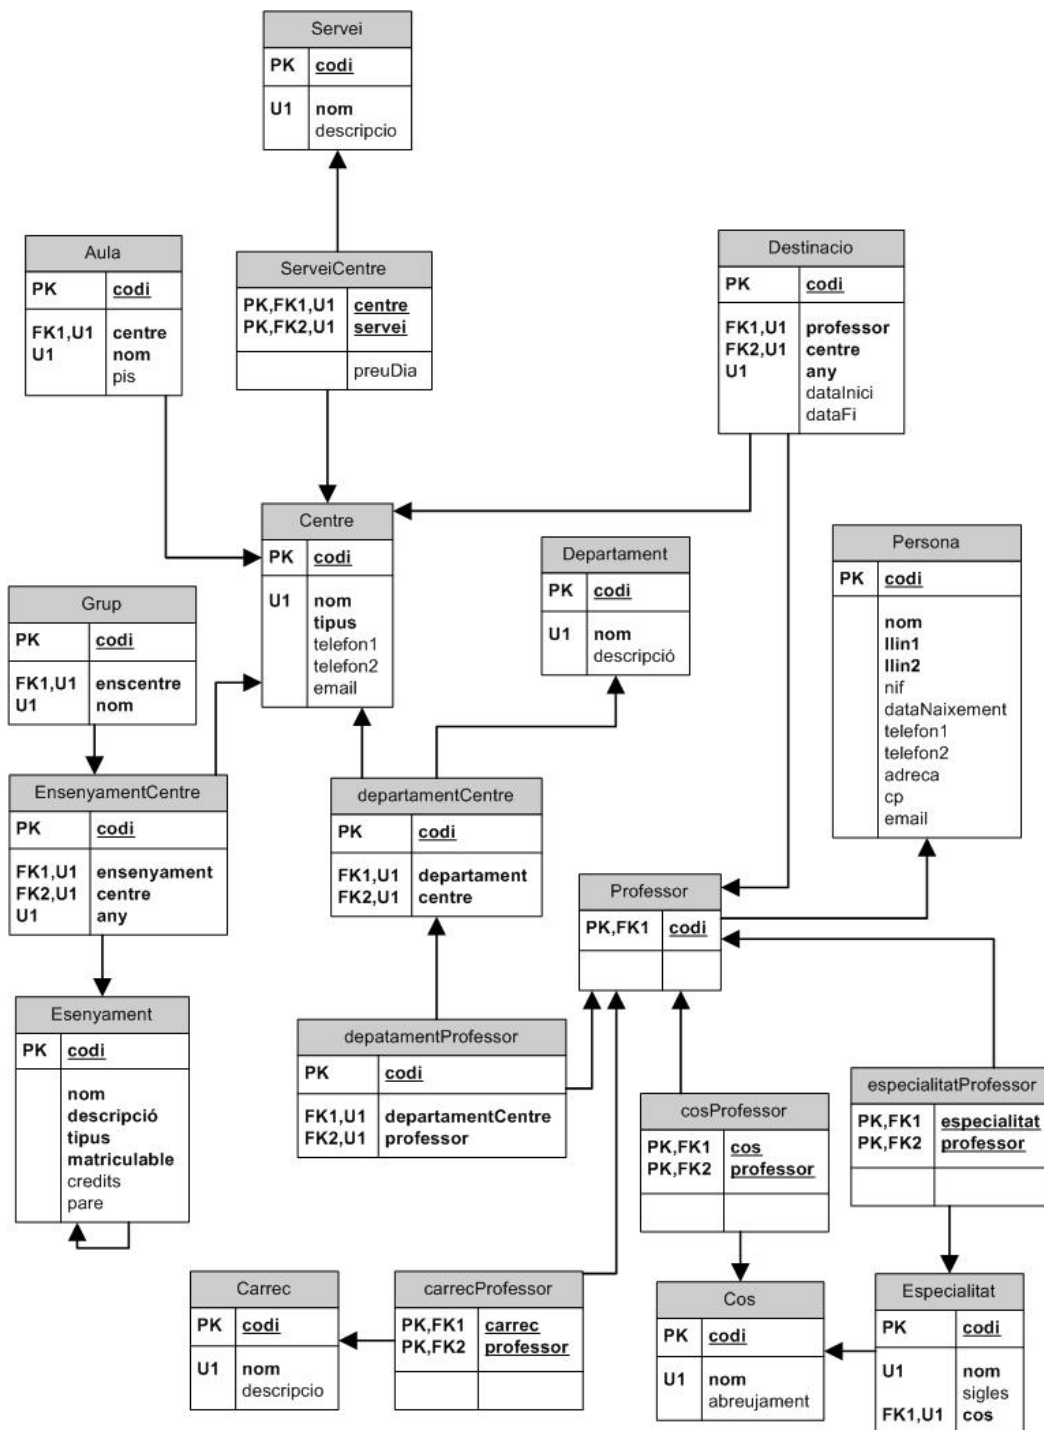 Servei
PK codi
U1 nom
descripcio
Aula
PK codi
FK1,U1 centre
U1 nom
pis
ServeiCentre
PK,FK1,U1 centre
PK,FK2,U1 servei
preuDia
Destinacio
PK codi
FK1,U1 professor
FK2,U1 centre
U1 any
dataInici
dataFi
Centre
PK codi
U1 nom
tipus
telefon1
telefon2
email
Departament
PK codi
U1 nom
descripció
Persona
PK codi
nom
llin1
llin2
nif
dataNaixement
telefon1
telefon2
adreca
cp
email
Grup
PK codi
FK1,U1 enscentre
U1 nom
EnsenyamentCentre
PK codi
FK1,U1 ensenyament
FK2,U1 centre
U1 any
departamentCentre
PK codi
FK1,U1 departament
FK2,U1 centre
Professor
PK,FK1 codi
Esenyament
PK codi
nom
descripció
tipus
matriculable
credits
pare
depatamentProfessor
PK codi
FK1,U1 departamentCentre
FK2,U1 professor
cosProfessor
PK,FK1 cos
PK,FK2 professor
especialitatProfessor
PK,FK1 especialitat
PK,FK2 professor
Carrec
PK codi
U1 nom
descripcio
carrecProfessor
PK,FK1 carrec
PK,FK2 professor
Cos
PK codi
U1 nom
abreujament
Especialitat
PK codi
U1 nom
sigles
FK1,U1 cos